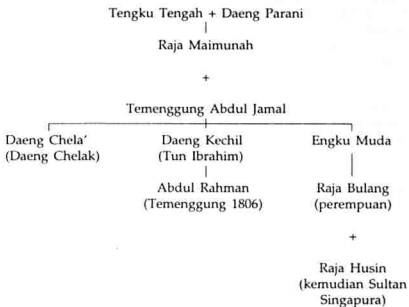 Tengku Tengah + Daeng Parani
Raja Maimunah
+
Temenggung Abdul Jamal
Daeng Chela' Daeng Kechil Engku Muda
(Daeng Chelak) (Tun Ibrahim)
Abdul Rahman Raja Bulang
(Temenggung 1806) (perempuan)
+
Raja Husin
(kemudian Sultan
Singapura)